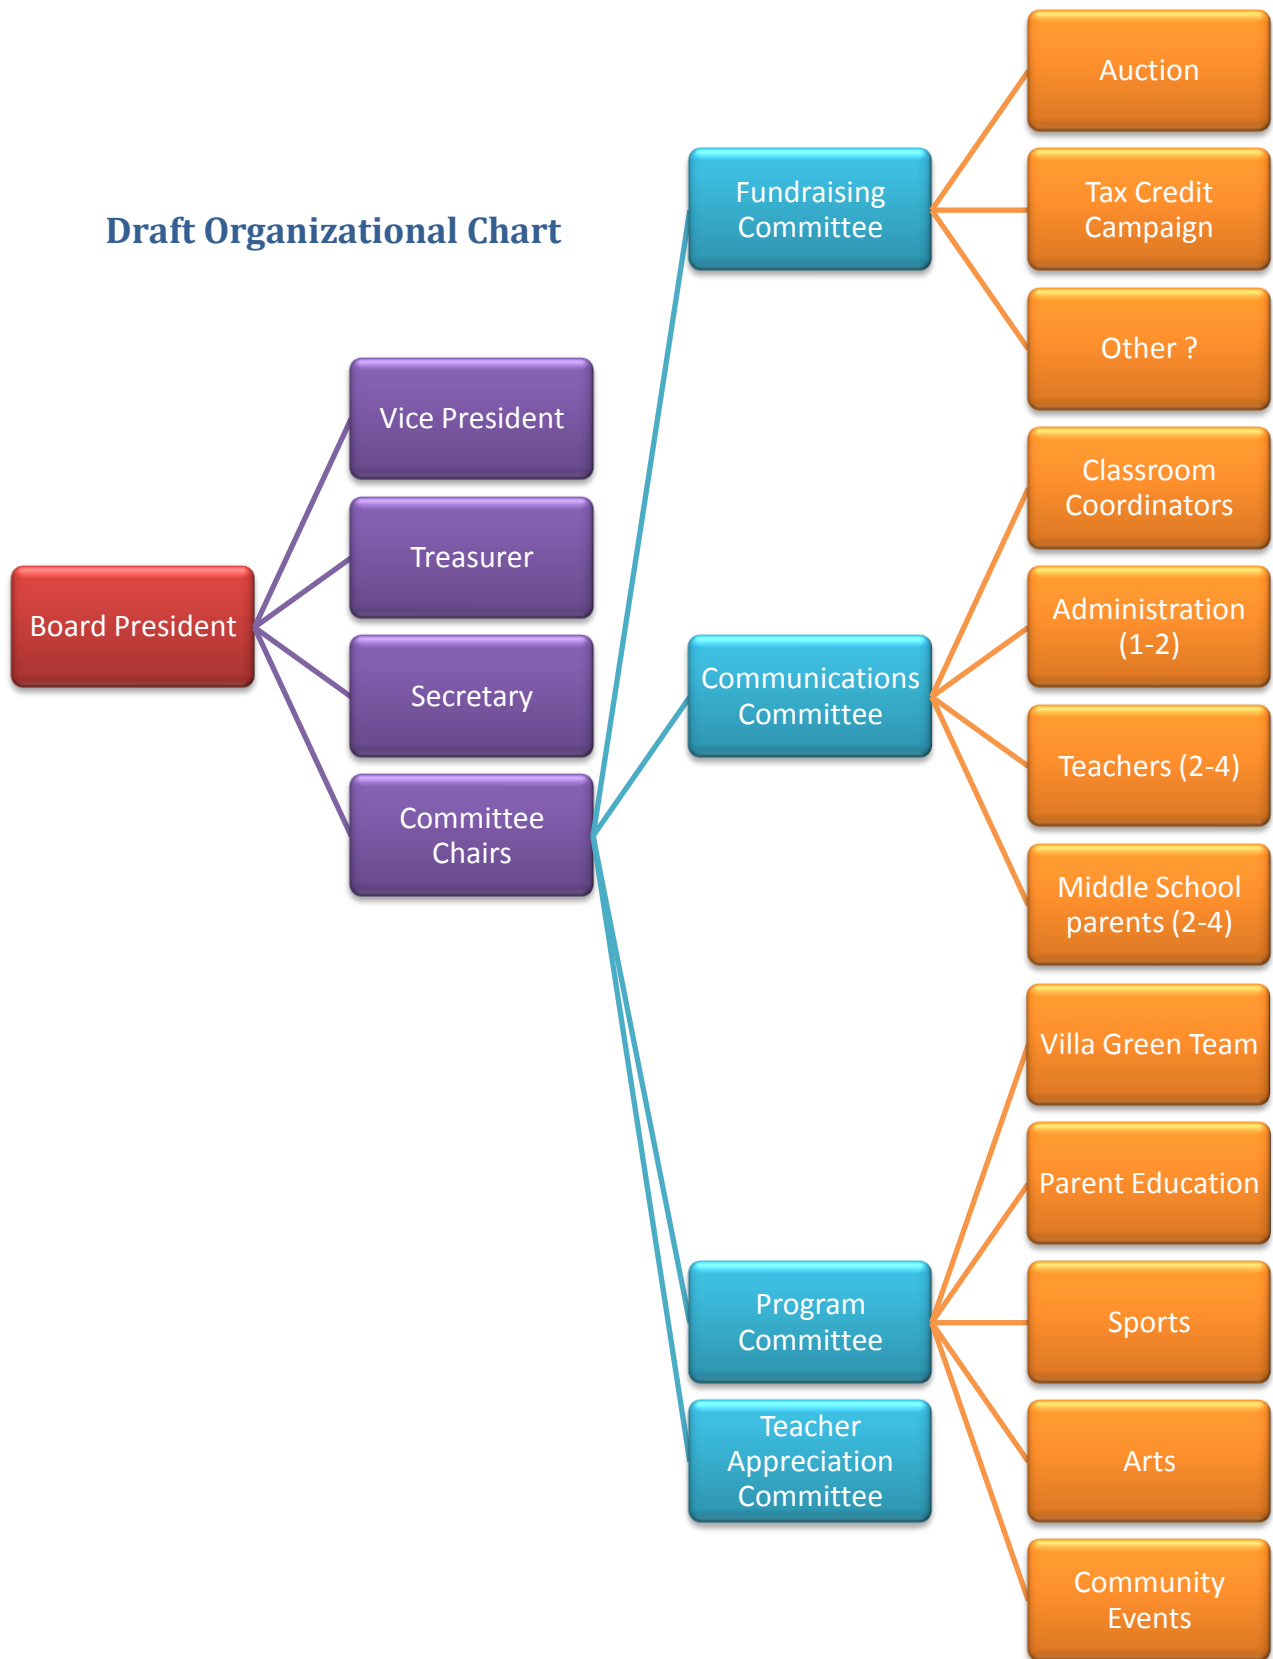 Draft Organizational Chart
Board President
Vice President
Treasurer
Secretary
Committee
Chairs
Fundraising
Committee
Communications
Committee
Program
Committee
Teacher
Appreciation
Committee
Auction
Tax Credit
Campaign
Other ?
Classroom
Coordinators
Administration
(1-2)
Teachers (2-4)
Middle School
parents (2-4)
Villa Green Team
Parent Education
Sports
Arts
Community
Events